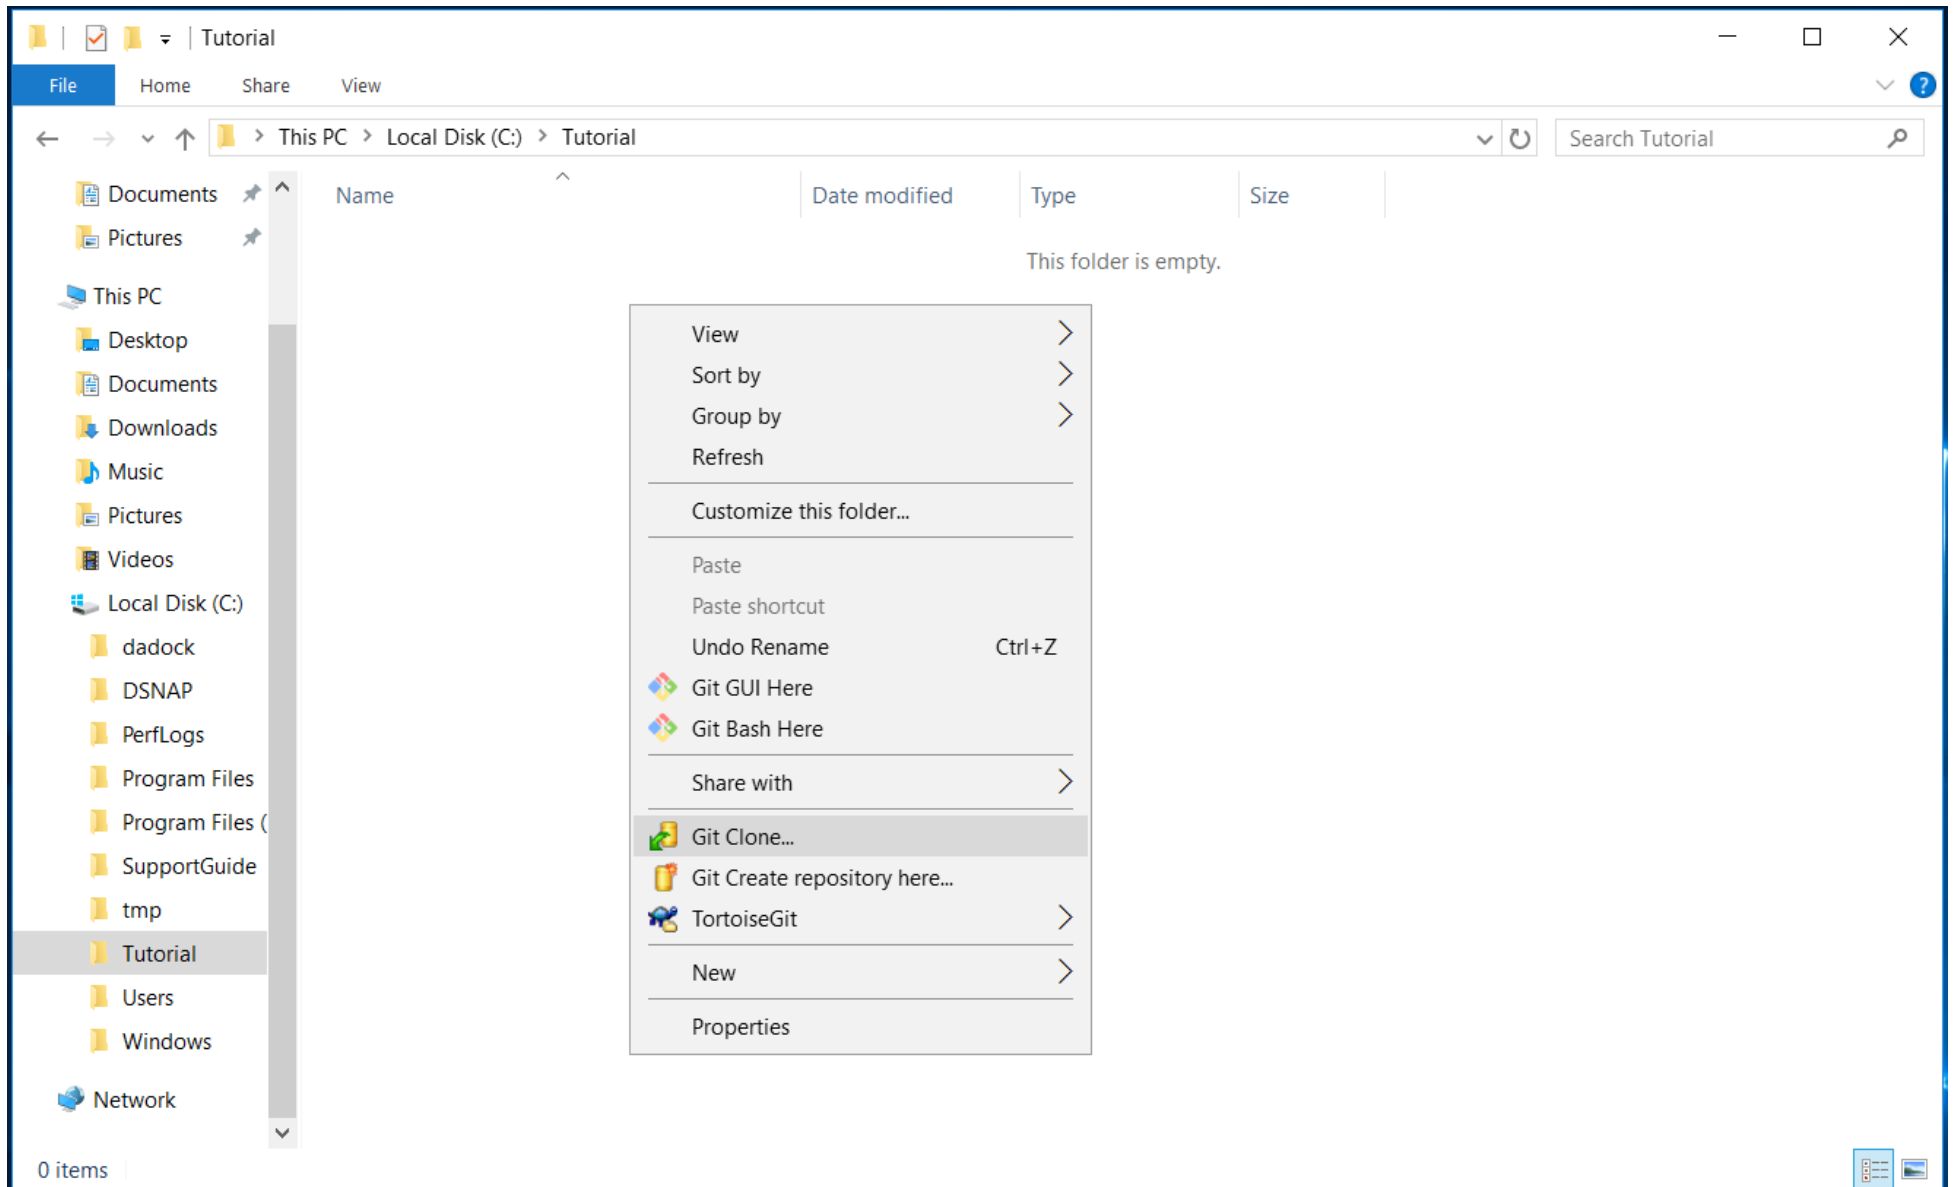 Tutorial
File Home Share View
This PC Local Disk (C:) Tutorial
Search Tutorial
Name Date modified Type Size
This folder is empty.
Documents
Pictures
This PC
Desktop
Documents
Downloads
Music
Pictures
Videos
Local Disk (C:)
dadock
DSNAP
PerfLogs
Program Files
Program Files (
SupportGuide
tmp
Tutorial
Users
Windows
Network
View
Sort by
Group by
Refresh
Customize this folder...
Paste
Paste shortcut
Undo Rename Ctrl+Z
Git GUI Here
Git Bash Here
Share with
Git Clone...
Git Create repository here...
TortoiseGit
New
Properties
0 items